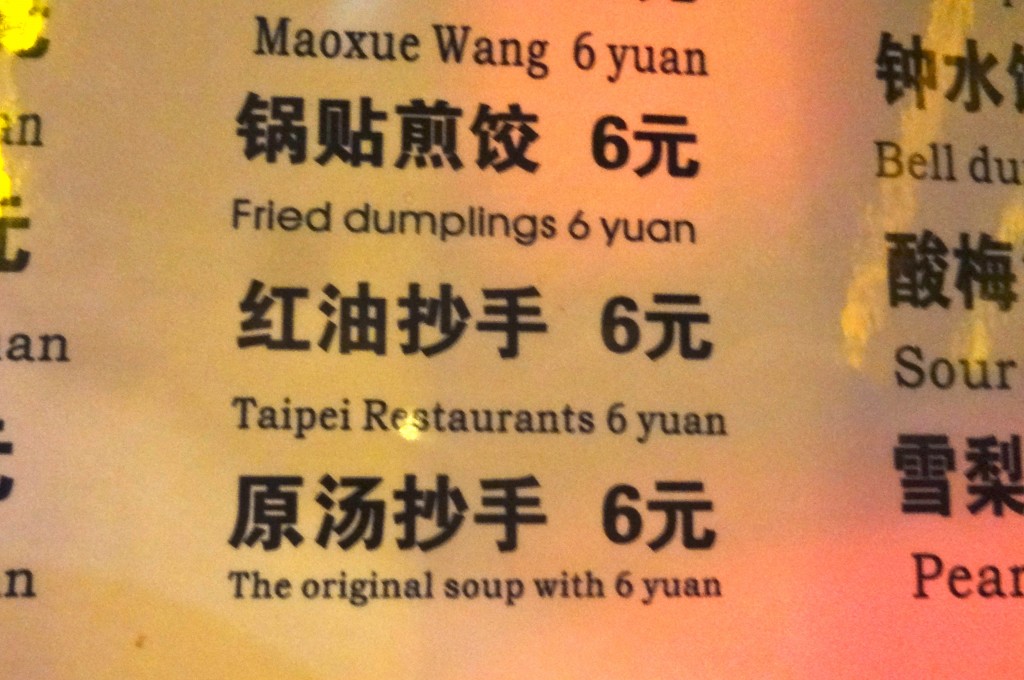 Maoxue Wang 6 yuan
锅贴煎饺 6元
Fried dumplings 6 yuan
红油抄手 6元
Taipei Restaurants 6 yuan
原汤抄手 6元
The original soup with 6 yuan
钟水
Bell du
酸梅
Sour
雪梨
Pear